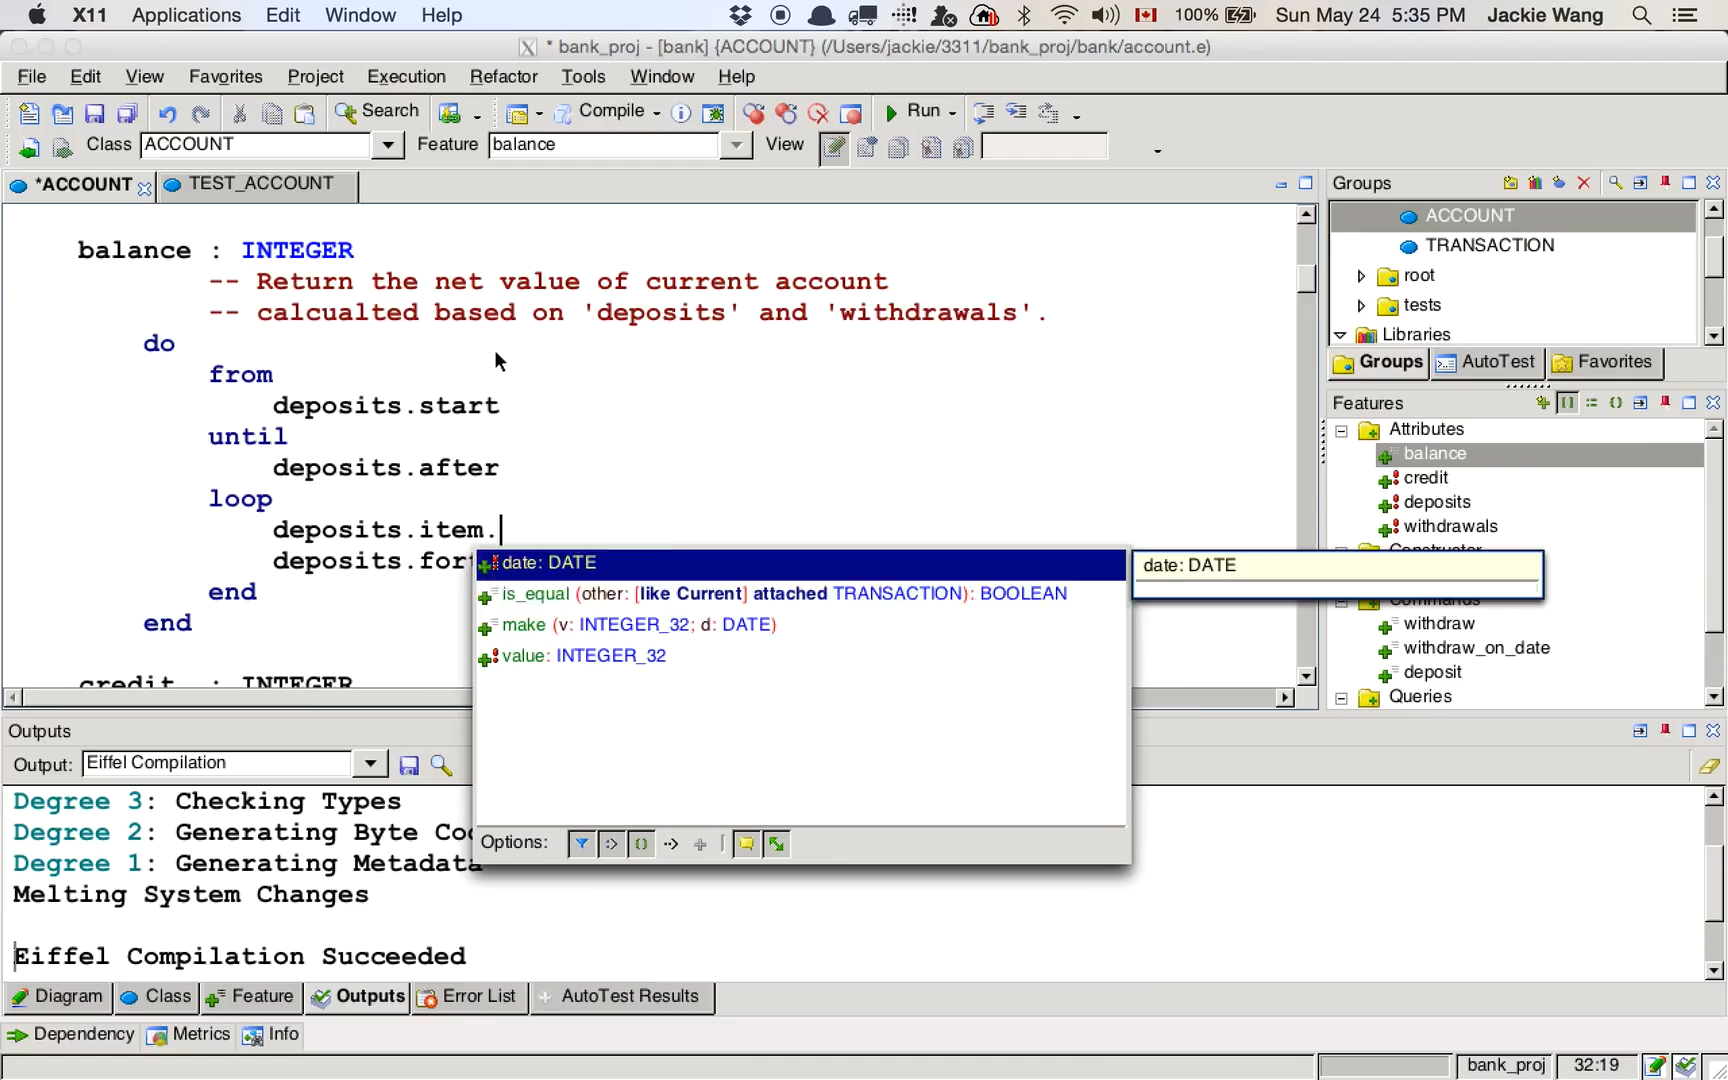 X11 Applications Edit Window Help 100% Sun May 24 5:35 PM Jackie Wang
* bank_proj - [bank] {ACCOUNT} (/Users/jackie/3311/bank_proj/bank/account.e)
File Edit View Favorites Project Execution Refactor Tools Window Help
Search Compile Run
Class ACCOUNT Feature balance View
*ACCOUNT TEST_ACCOUNT
balance : INTEGER
-- Return the net value of current account
-- calcualted based on 'deposits' and 'withdrawals'.
do
from
deposits.start
until
deposits.after
loop
deposits.item.
deposits.fort
end
end
credit : INTEGER
date: DATE
is_equal (other: [like Current] attached TRANSACTION): BOOLEAN
make (v: INTEGER_32; d: DATE)
value: INTEGER_32
Options:
date: DATE
Groups
ACCOUNT
TRANSACTION
root
tests
Libraries
Groups AutoTest Favorites
Features
Attributes
balance
credit
deposits
withdrawals
Constructor
Commands
withdraw
withdraw_on_date
deposit
Queries
Outputs
Output: Eiffel Compilation
Degree 3: Checking Types
Degree 2: Generating Byte Co
Degree 1: Generating Metadata
Melting System Changes
Eiffel Compilation Succeeded
Diagram Class Feature Outputs Error List AutoTest Results
Dependency Metrics Info
bank_proj 32:19